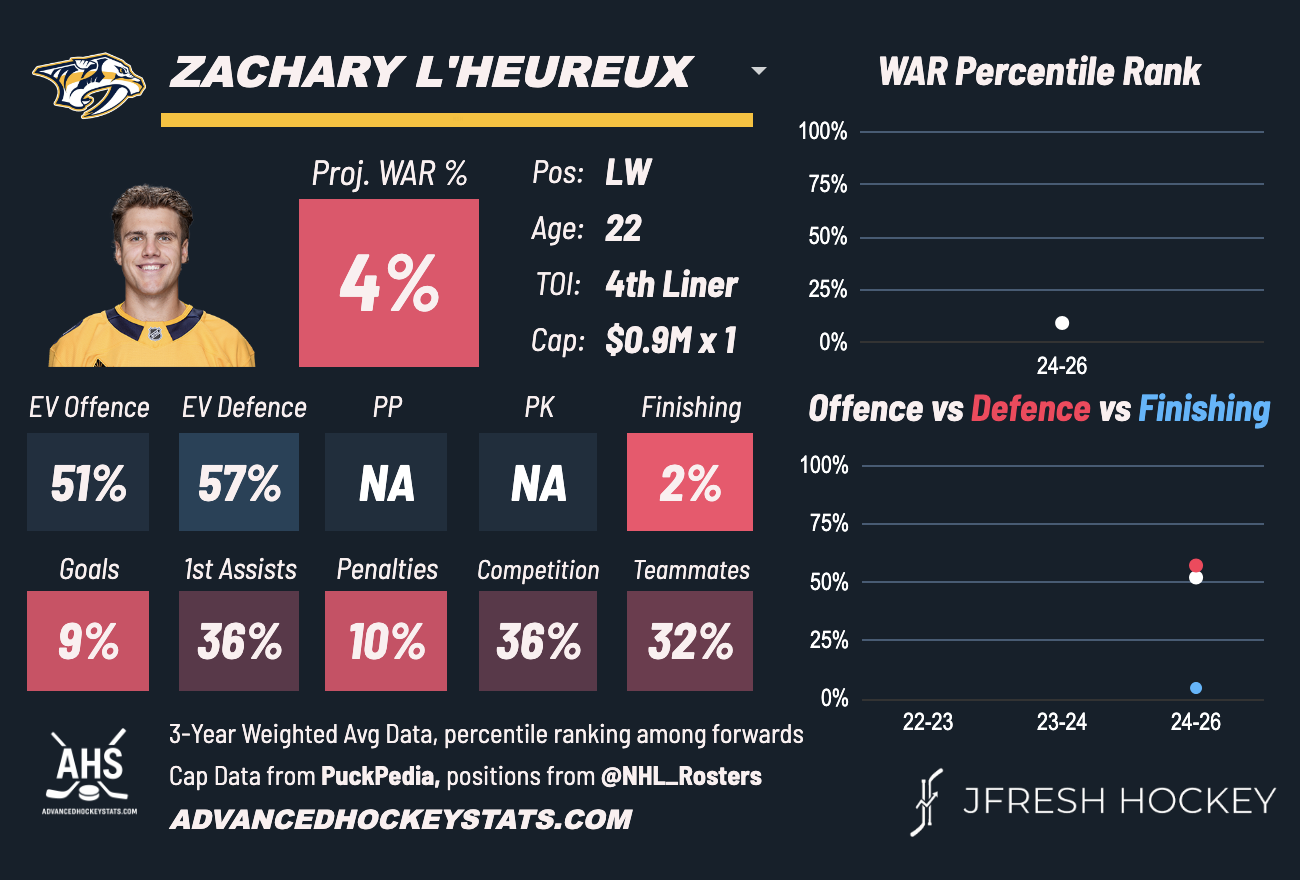 ZACHARY L'HEUREUX
Proj. WAR %
4%
Pos: LW
Age: 22
TOI: 4th Liner
Cap: $0.9M x 1
EV Offence EV Defence PP PK Finishing
51% 57% NA NA 2%
Goals 1st Assists Penalties Competition Teammates
9% 36% 10% 36% 32%
WAR Percentile Rank
100%
75%
50%
25%
0%
24-26
Offence vs Defence vs Finishing
100%
75%
50%
25%
0%
22-23 23-24 24-26
AHS
ADVANCEDHOCKEYSTATS.COM
3-Year Weighted Avg Data, percentile ranking among forwards
Cap Data from PuckPedia, positions from @NHL_Rosters
ADVANCEDHOCKEYSTATS.COM
JFRESH HOCKEY